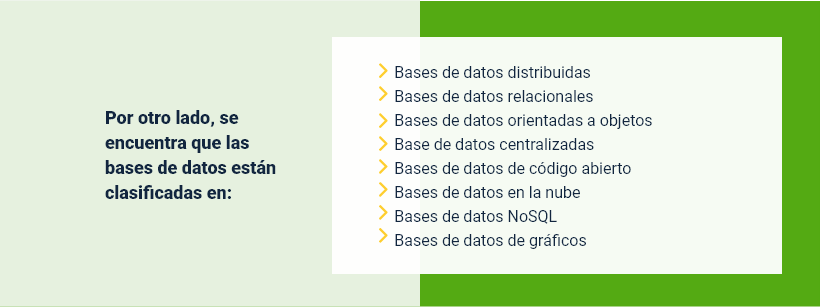 Por otro lado, se
encuentra que las
bases de datos están
clasificadas en:
Bases de datos distribuidas
Bases de datos relacionales
Bases de datos orientadas a objetos
Base de datos centralizadas
Bases de datos de código abierto
Bases de datos en la nube
Bases de datos NoSQL
Bases de datos de gráficos